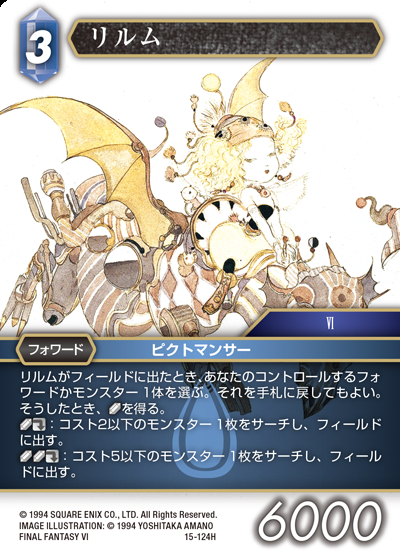 3
リルム
VI
フォワード
ピクトマンサー
リルムがフィールドに出たとき、あなたのコントロールするフォ
ワードかモンスター1体を選ぶ。それを手札に戻してもよい。
そうしたとき、を得る。
：コスト2以下のモンスター1枚をサーチし、フィールド
に出す。
：コスト5以下のモンスター1枚をサーチし、フィール
ドに出す。
© 1994 SQUARE ENIX CO., LTD. All Rights Reserved.
IMAGE ILLUSTRATION: © 1994 YOSHITAKA AMANO
FINAL FANTASY VI
15-124H
6000